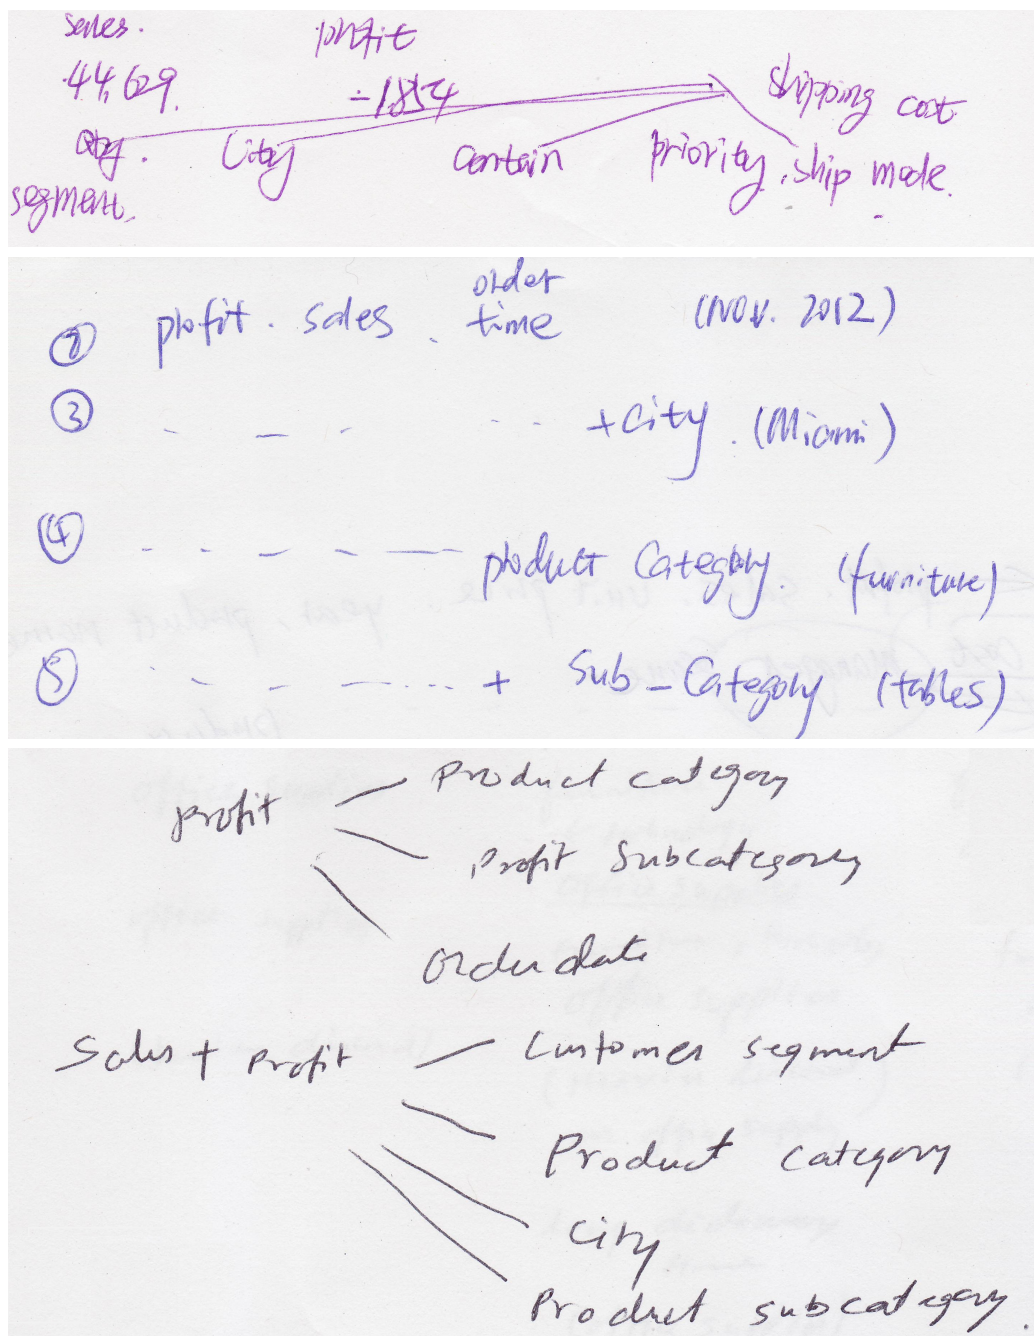 sales. profit
44,629. -1854 shipping cost
Qty. City contain priority. ship mode.
segment.
order
② profit. sales. time (Nov. 2012)
③ - - - - - - + city. (Miami)
④ - - - - — product Category. (furniture)
⑤ - - - - ... + Sub-Category (tables)
profit Product category
Profit Subcategory
Order date
Sales + Profit Customer segment
Product category
City
Product subcategory.